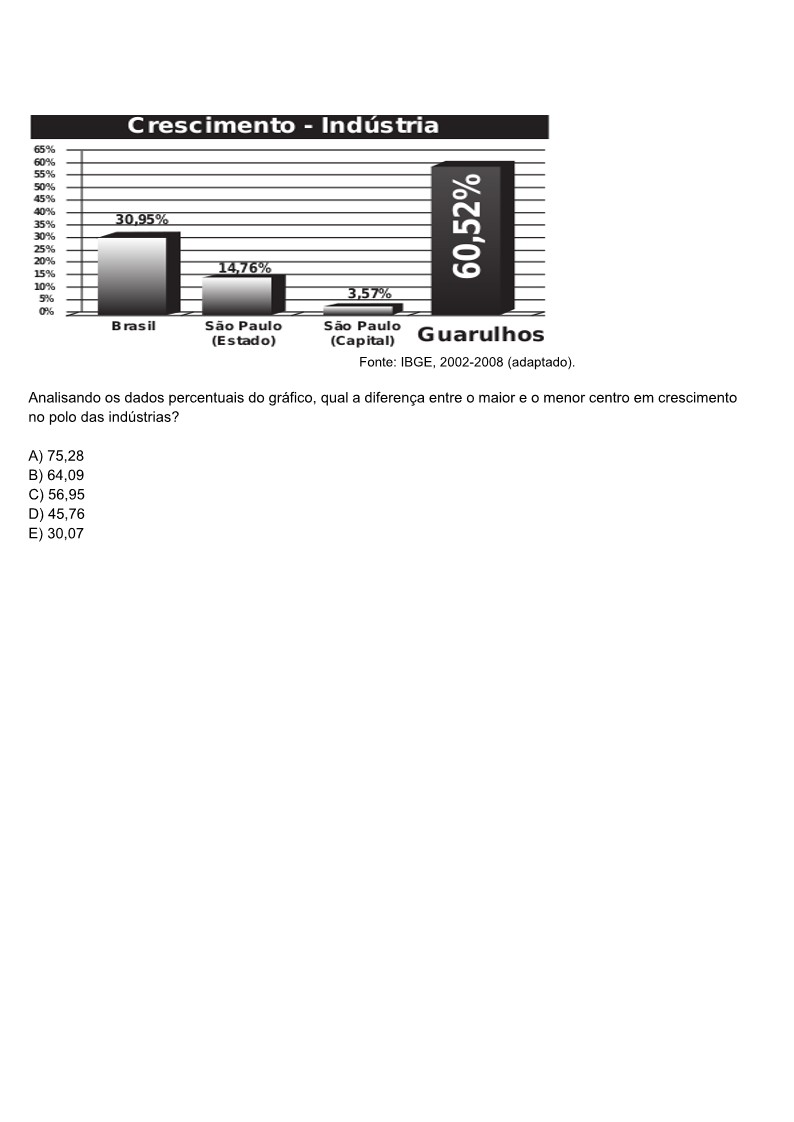 Crescimento - Indústria
65%
60%
55%
50%
45%
40%
35%
30%
25%
20%
15%
10%
5%
0%
30,95%
14,76%
3,57%
60,52%
Brasil
São Paulo
(Estado)
São Paulo
(Capital)
Guarulhos
Fonte: IBGE, 2002-2008 (adaptado).
Analisando os dados percentuais do gráfico, qual a diferença entre o maior e o menor centro em crescimento
no polo das indústrias?
A) 75,28
B) 64,09
C) 56,95
D) 45,76
E) 30,07